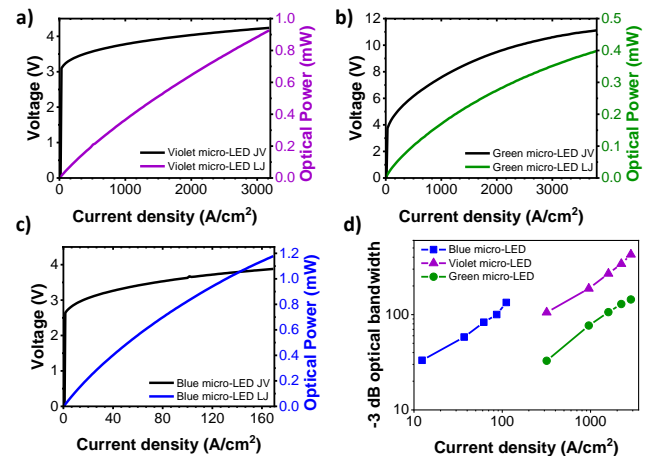 a)
Voltage (V)
4
3
2
1
0
Violet micro-LED JV
Violet micro-LED LJ
0 1000 2000 3000
Current density (A/cm²)
1.0
0.8
0.6
0.4
0.2
0.0
Optical Power (mW)
b)
Voltage (V)
12
10
8
6
4
2
0
Green micro-LED JV
Green micro-LED LJ
0 1000 2000 3000
Current density (A/cm²)
0.5
0.4
0.3
0.2
0.1
0.0
Optical Power (mW)
c)
Voltage (V)
5
4
3
2
1
0
Blue micro-LED JV
Blue micro-LED LJ
0 40 80 120 160
Current density (A/cm²)
1.2
1.0
0.8
0.6
0.4
0.2
0.0
Optical Power (mW)
d)
-3 dB optical bandwidth
100
10
Blue micro-LED
Violet micro-LED
Green micro-LED
10 100 1000
Current density (A/cm²)